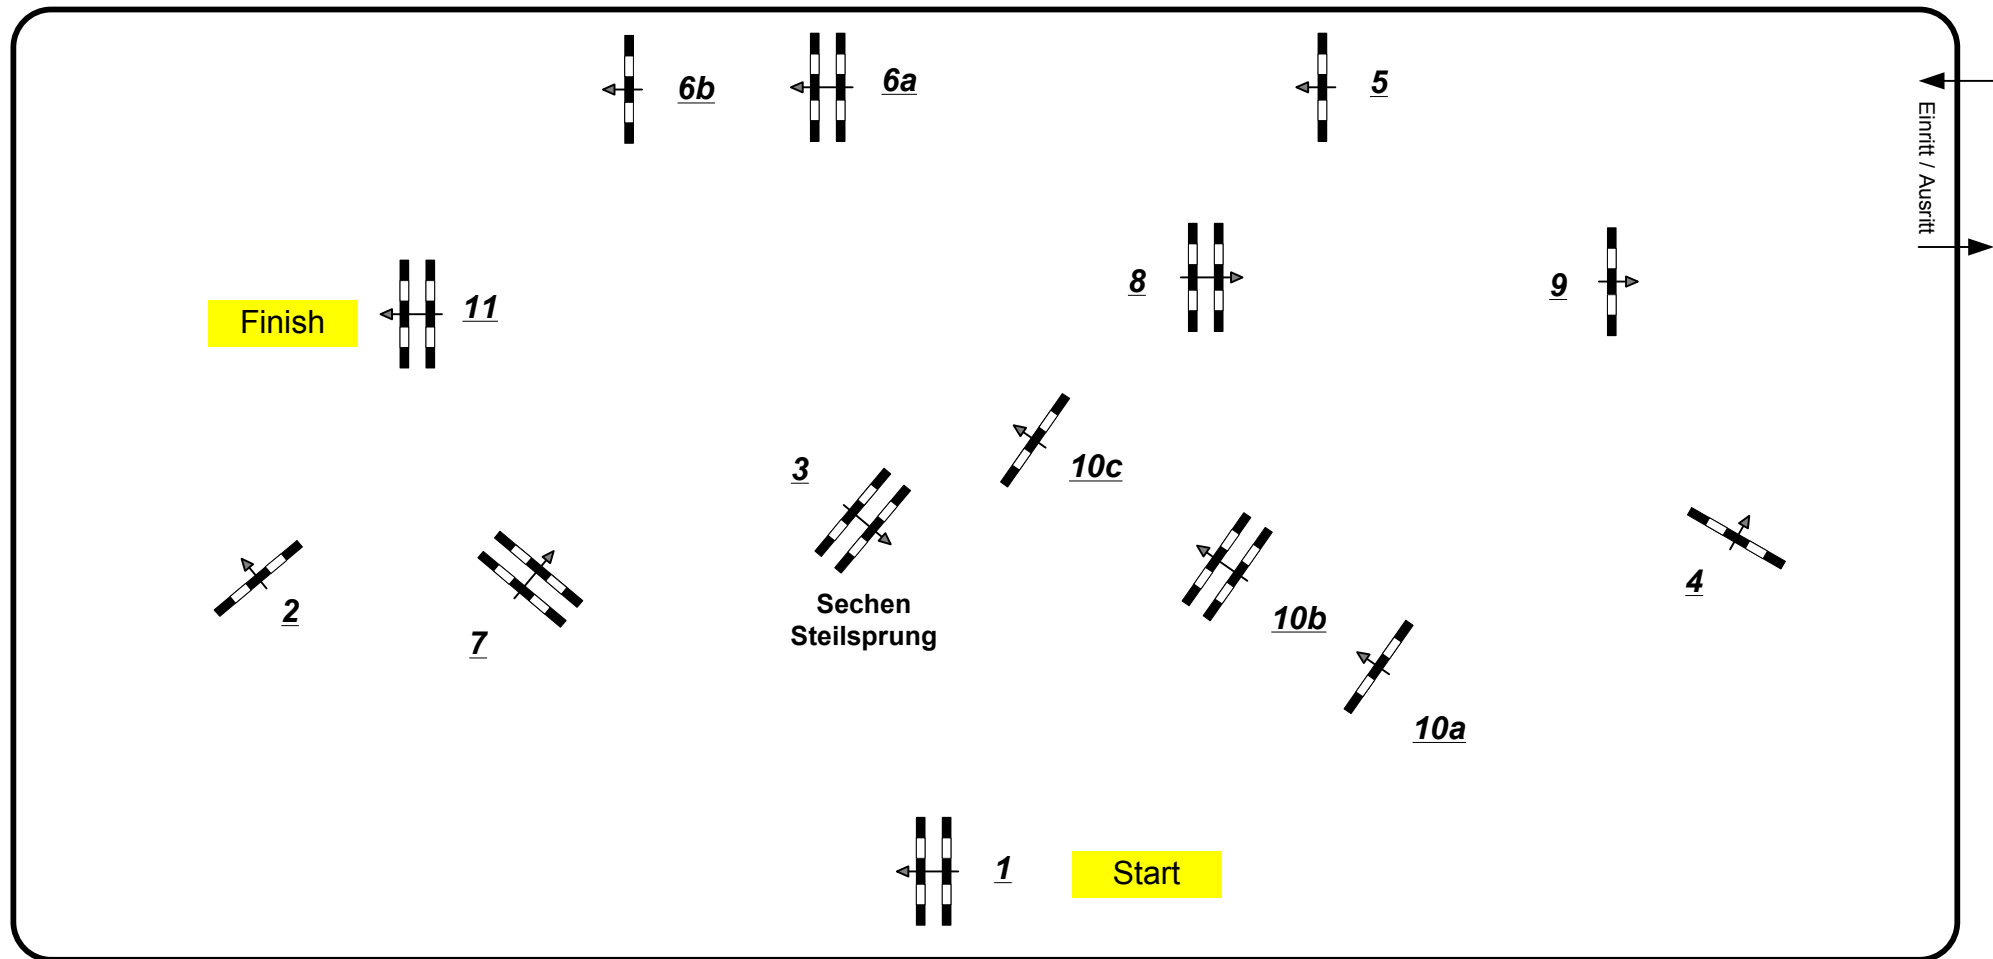 6b
6a
5
Einritt / Ausritt
8
9
11
Finish
3
10c
2
7
Sechen
Steilsprung
10b
4
10a
1
Start